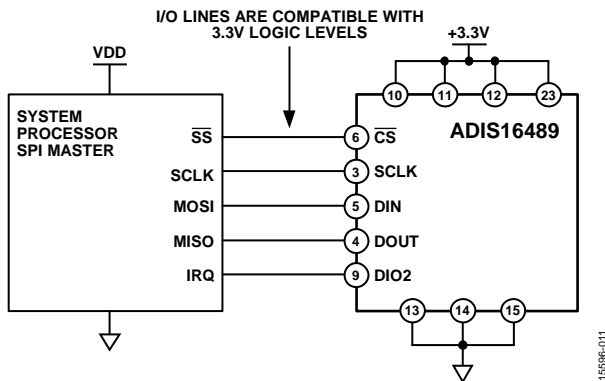 I/O LINES ARE COMPATIBLE WITH
3.3V LOGIC LEVELS
VDD
+3.3V
10
11
12
23
SYSTEM
PROCESSOR
SPI MASTER
ADIS16489
SS
6
CS
SCLK
3
SCLK
MOSI
5
DIN
MISO
4
DOUT
IRQ
9
DIO2
13
14
15
15596-011